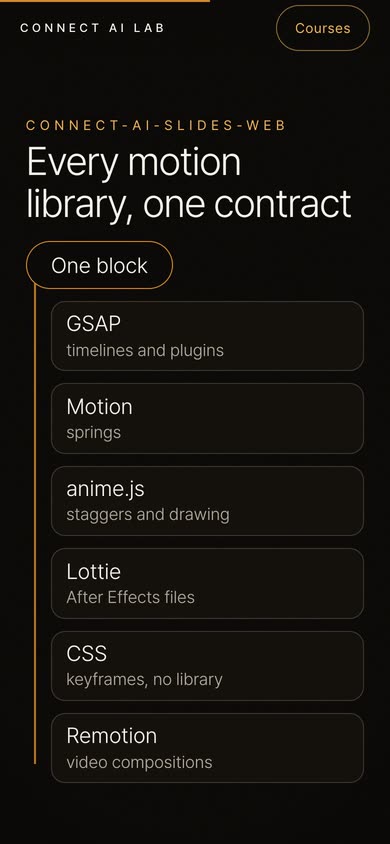 CONNECT AI LAB
Courses
CONNECT-AI-SLIDES-WEB
Every motion
library, one contract
One block
GSAP
timelines and plugins
Motion
springs
anime.js
staggers and drawing
Lottie
After Effects files
CSS
keyframes, no library
Remotion
video compositions